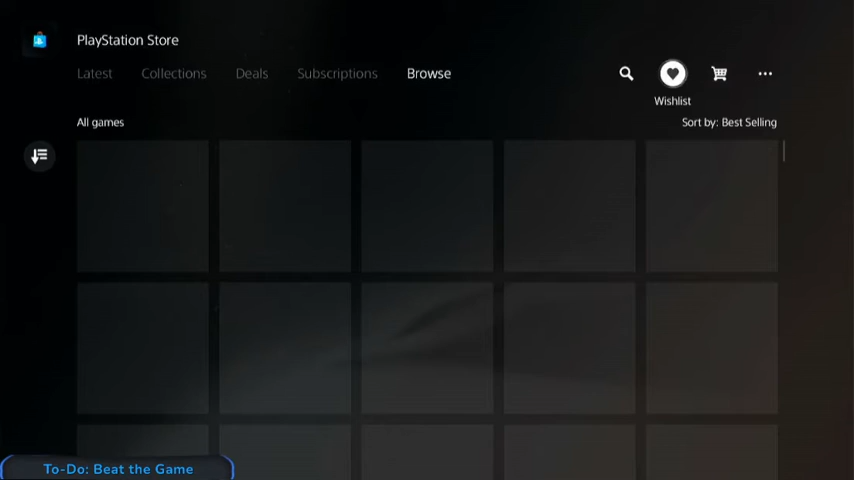 PlayStation Store
Latest Collections Deals Subscriptions Browse
Wishlist
All games
Sort by: Best Selling
To-Do: Beat the Game